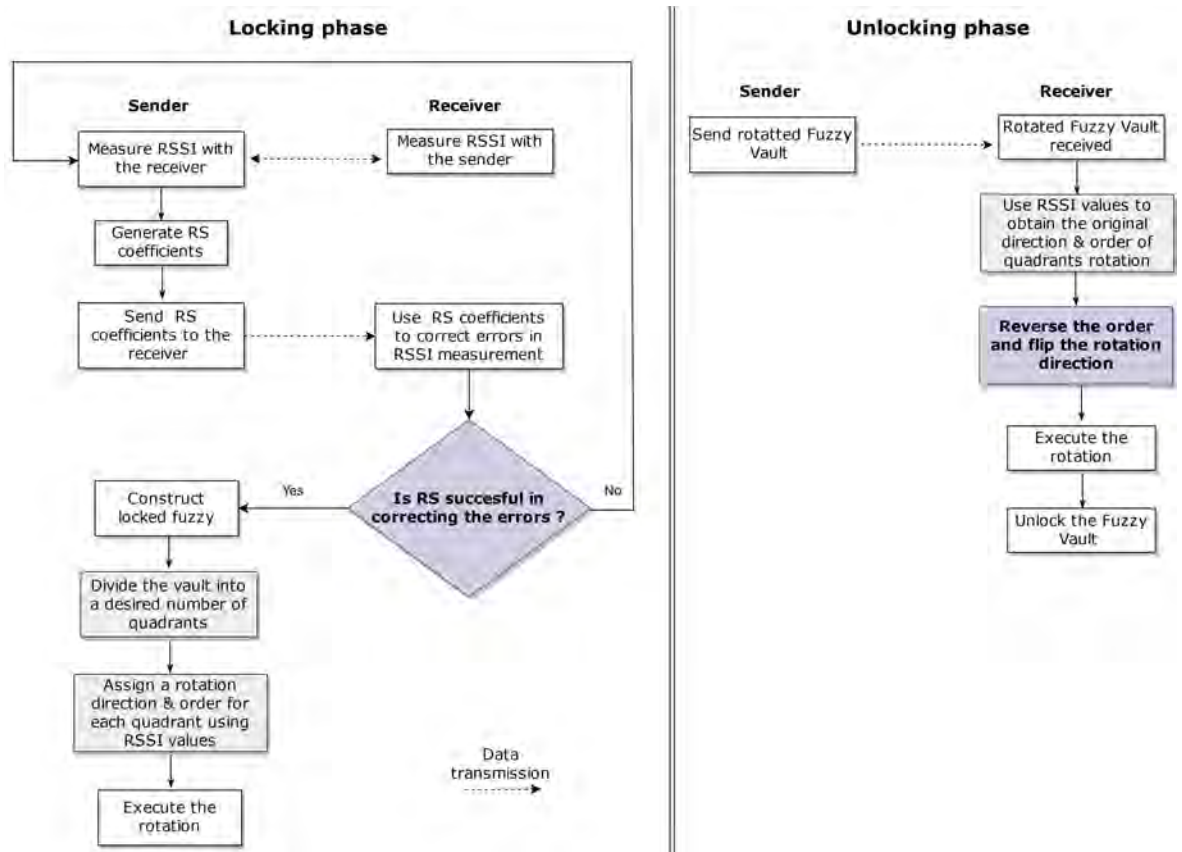 Locking phase
Sender
Receiver
Measure RSSI with
the receiver
Measure RSSI with
the sender
Generate RS
coefficients
Send RS
coefficients to the
receiver
Use RS coefficients
to correct errors in
RSSI measurement
Is RS succesful in
correcting the errors ?
Yes
No
Construct
locked fuzzy
Divide the vault into
a desired number of
quadrants
Assign a rotation
direction & order for
each quadrant using
RSSI values
Execute the
rotation
Data
transmission
Unlocking phase
Sender
Receiver
Send rotatted Fuzzy
Vault
Rotated Fuzzy Vault
received
Use RSSI values to
obtain the original
direction & order of
quadrants rotation
Reverse the order
and flip the rotation
direction
Execute the
rotation
Unlock the Fuzzy
Vault